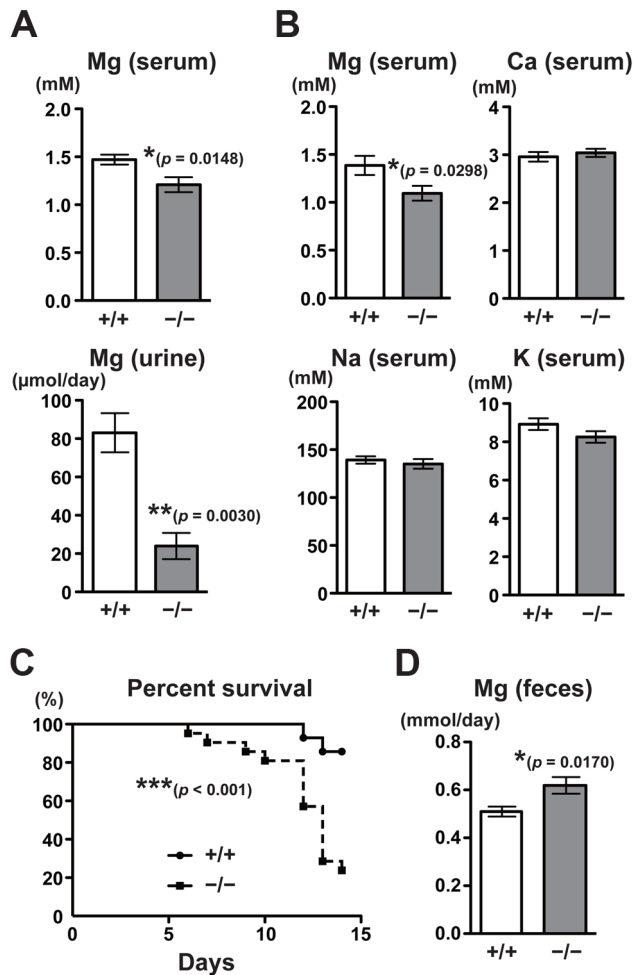 A
Mg (serum)
(mM)
2.0
1.5
1.0
0.5
0.0
*(p = 0.0148)
+/+ −/−
Mg (urine)
(μmol/day)
100
80
60
40
20
0
**(p = 0.0030)
+/+ −/−
B
Mg (serum)
(mM)
2.0
1.5
1.0
0.5
0.0
*(p = 0.0298)
+/+ −/−
Ca (serum)
(mM)
4
3
2
1
0
+/+ −/−
Na (serum)
(mM)
200
150
100
50
0
+/+ −/−
K (serum)
(mM)
10
8
6
4
2
0
+/+ −/−
C
Percent survival
(%)
100
80
60
40
20
0
***(p < 0.001)
+/+
−/−
0 5 10 15
Days
D
Mg (feces)
(mmol/day)
0.8
0.6
0.4
0.2
0.0
*(p = 0.0170)
+/+ −/−